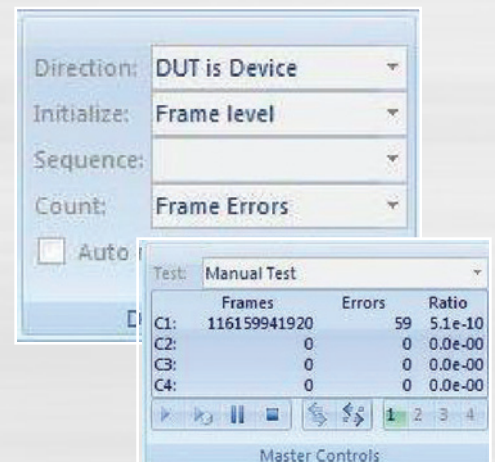 Direction: DUT is Device
Initialize: Frame level
Sequence:
Count: Frame Errors
Auto
Test: Manual Test
Frames Errors Ratio
C1: 116159941920 59 5.1e-10
C2: 0 0 0.0e-00
C3: 0 0 0.0e-00
C4: 0 0 0.0e-00
1 2 3 4
Master Controls